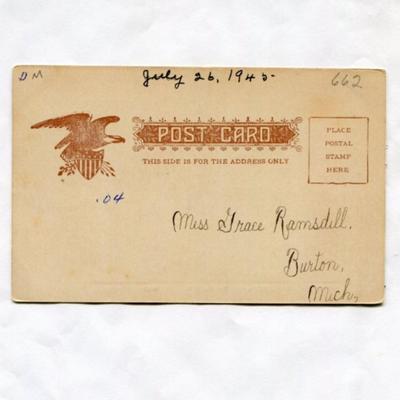 DM
July 26, 1945-
662
POST CARD
THIS SIDE IS FOR THE ADDRESS ONLY
PLACE
POSTAL
STAMP
HERE
.04
Miss Grace Ramsdill,
Burton,
Mich,